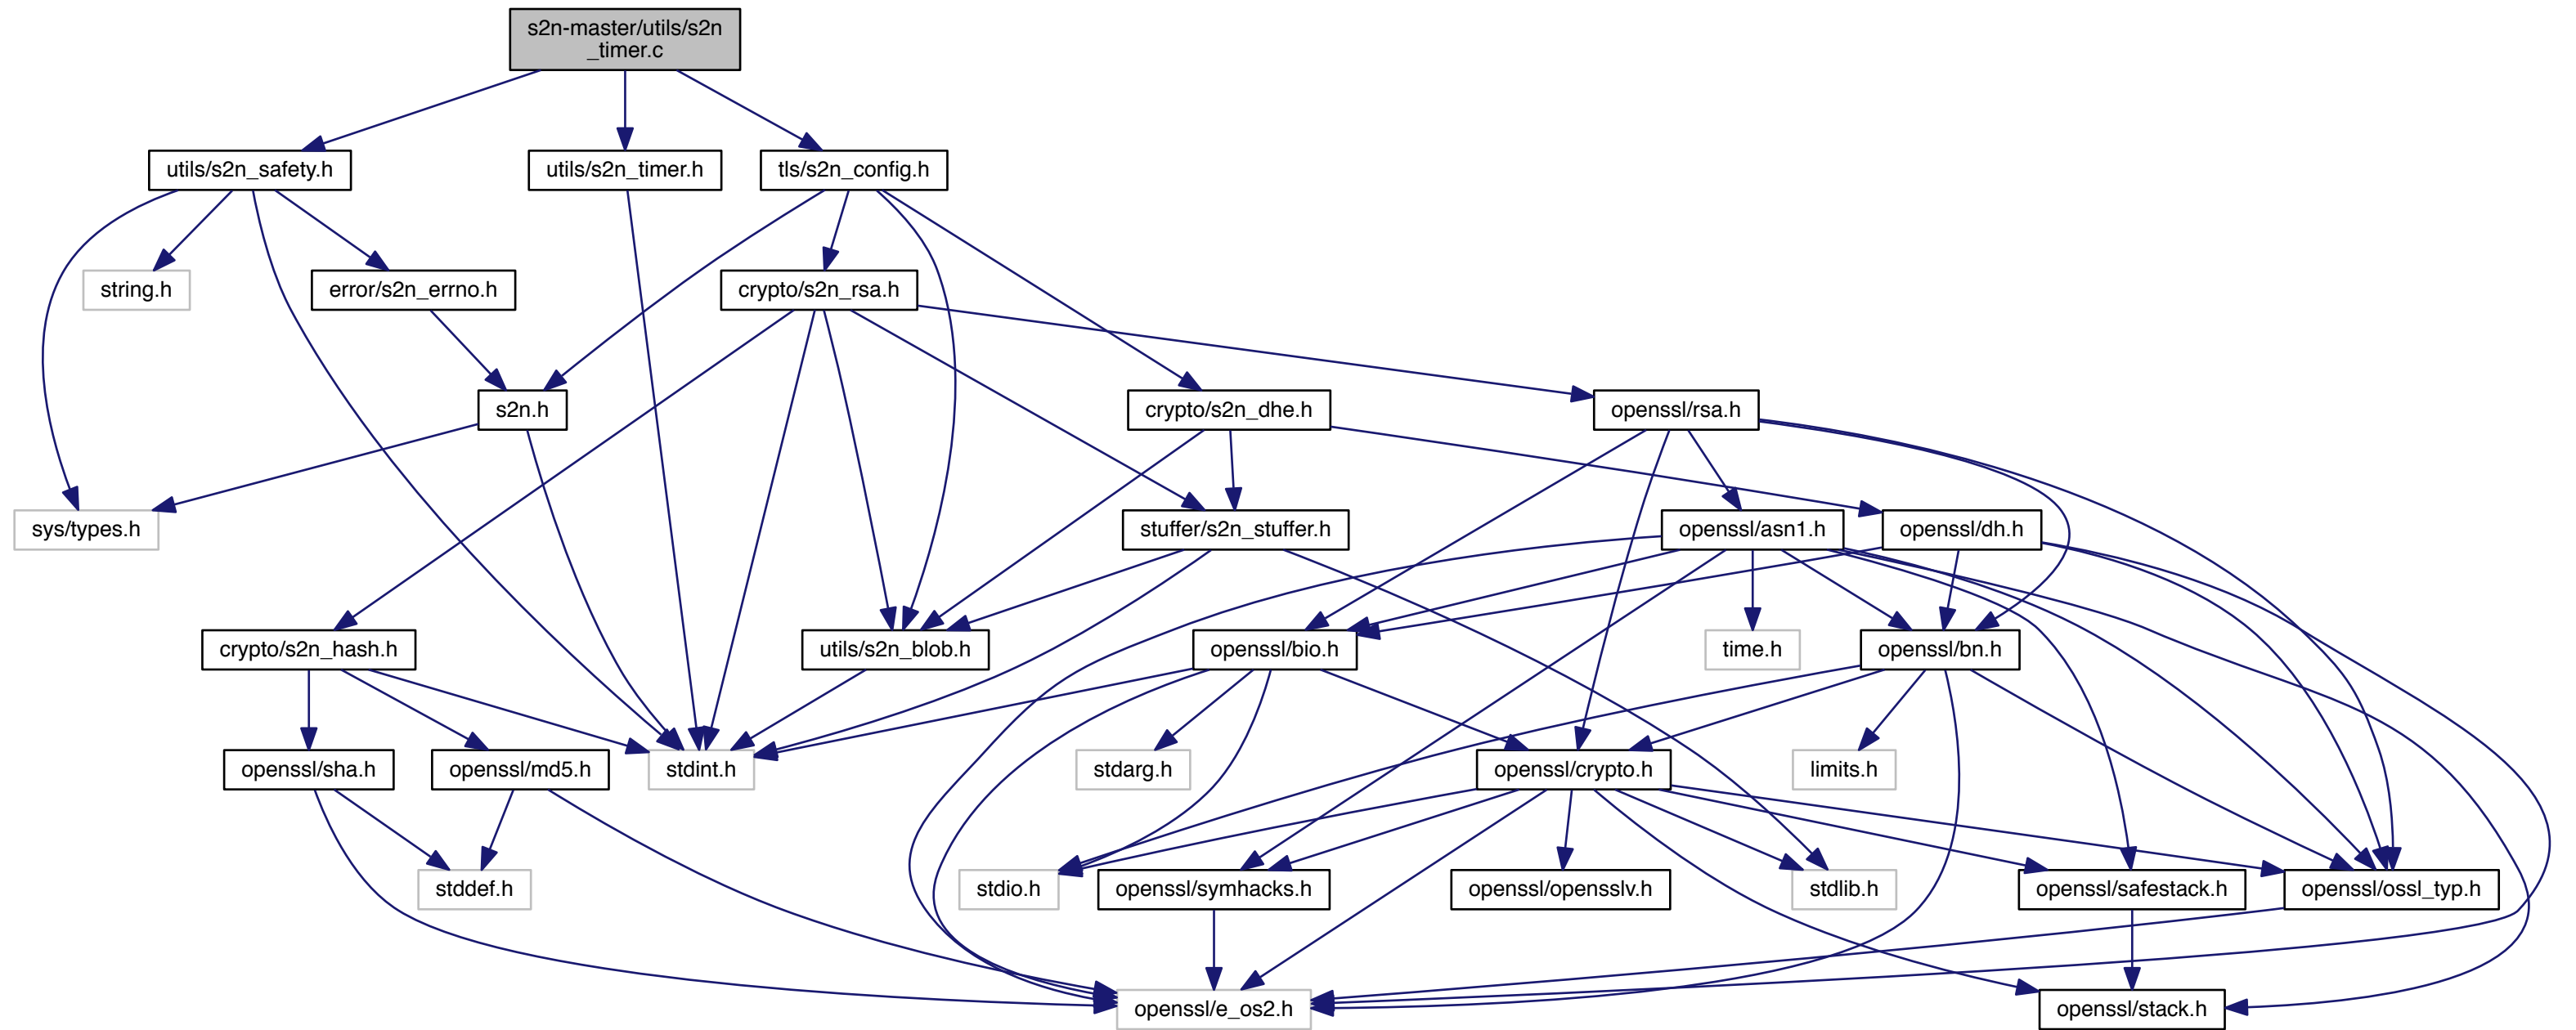 s2n-master/utils/s2n
_timer.c
utils/s2n_safety.h
utils/s2n_timer.h
tls/s2n_config.h
string.h
error/s2n_errno.h
crypto/s2n_rsa.h
s2n.h
crypto/s2n_dhe.h
openssl/rsa.h
sys/types.h
stuffer/s2n_stuffer.h
openssl/asn1.h
openssl/dh.h
crypto/s2n_hash.h
utils/s2n_blob.h
openssl/bio.h
time.h
openssl/bn.h
openssl/sha.h
openssl/md5.h
stdint.h
stdarg.h
openssl/crypto.h
limits.h
stddef.h
stdio.h
openssl/symhacks.h
openssl/opensslv.h
stdlib.h
openssl/safestack.h
openssl/ossl_typ.h
openssl/e_os2.h
openssl/stack.h